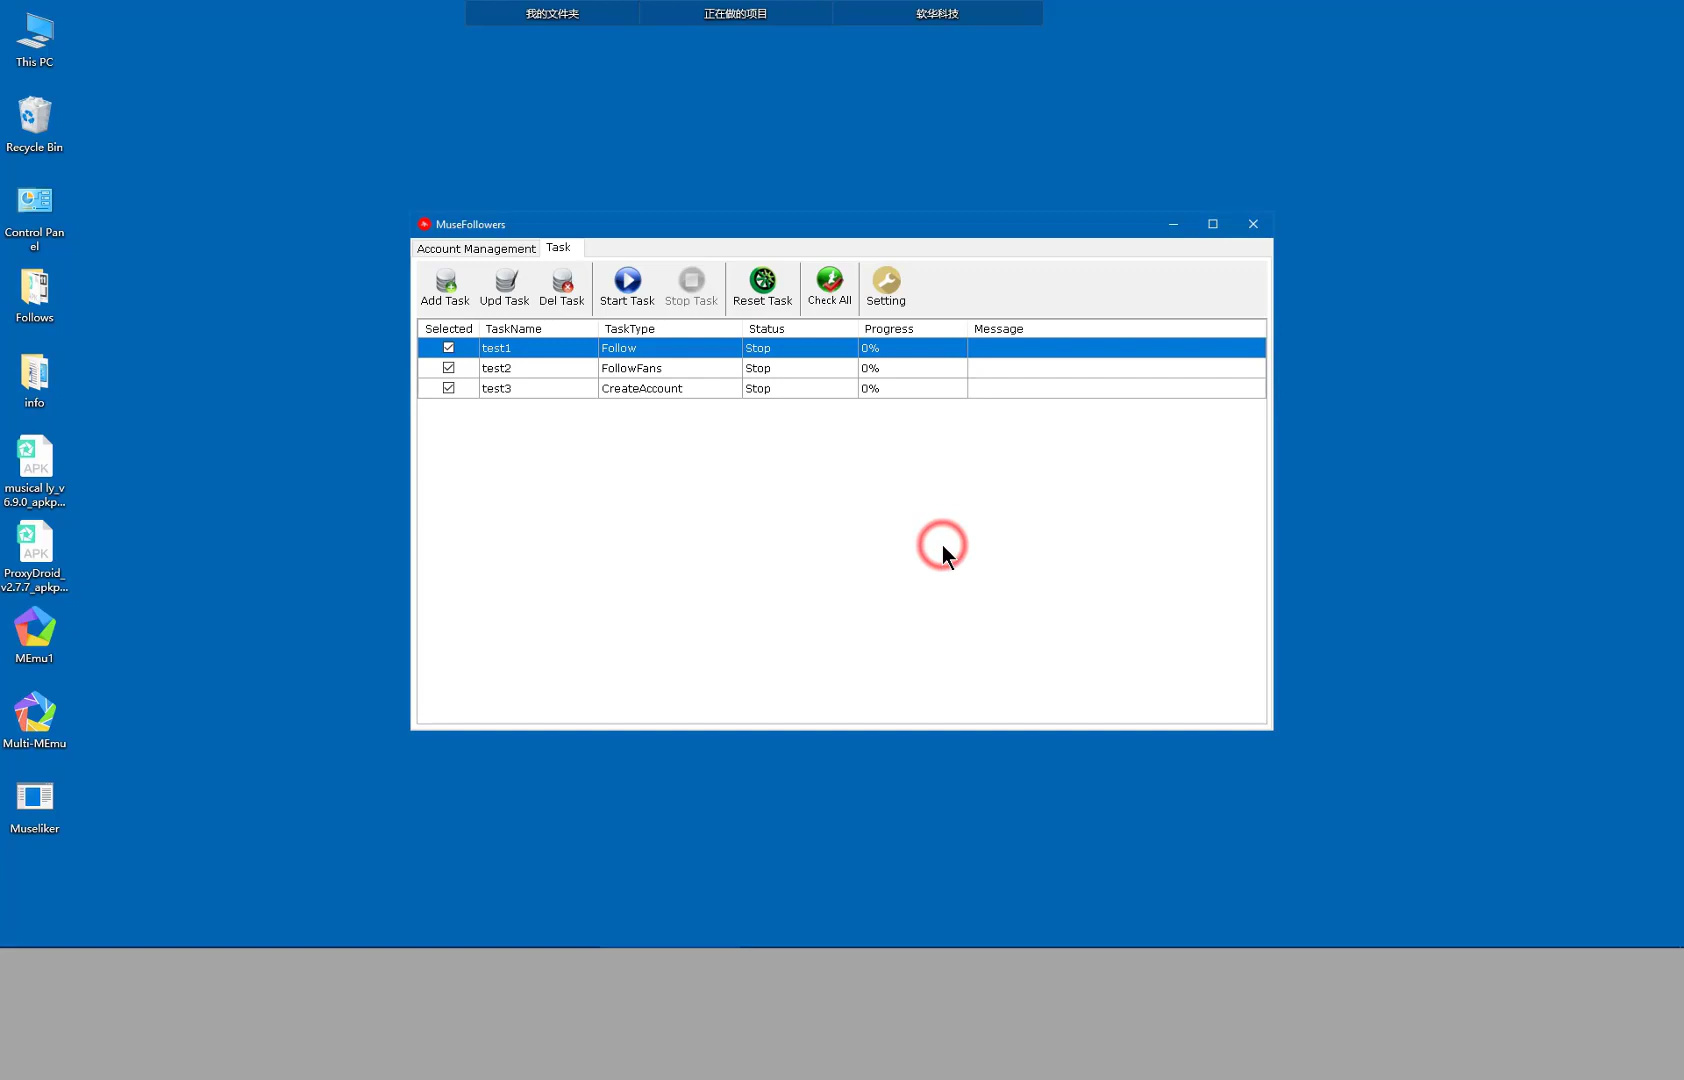 我的文件夹 正在做的项目 软华科技
This PC
Recycle Bin
Control Pan
el
Follows
info
APK
musical ly_v
6.9.0_apkp...
APK
ProxyDroid_
v2.7.7_apkp...
MEmu1
Multi-MEmu
Museliker
MuseFollowers
Account Management Task
Add Task Upd Task Del Task Start Task Stop Task Reset Task Check All Setting
Selected TaskName TaskType Status Progress Message
test1 Follow Stop 0%
test2 FollowFans Stop 0%
test3 CreateAccount Stop 0%